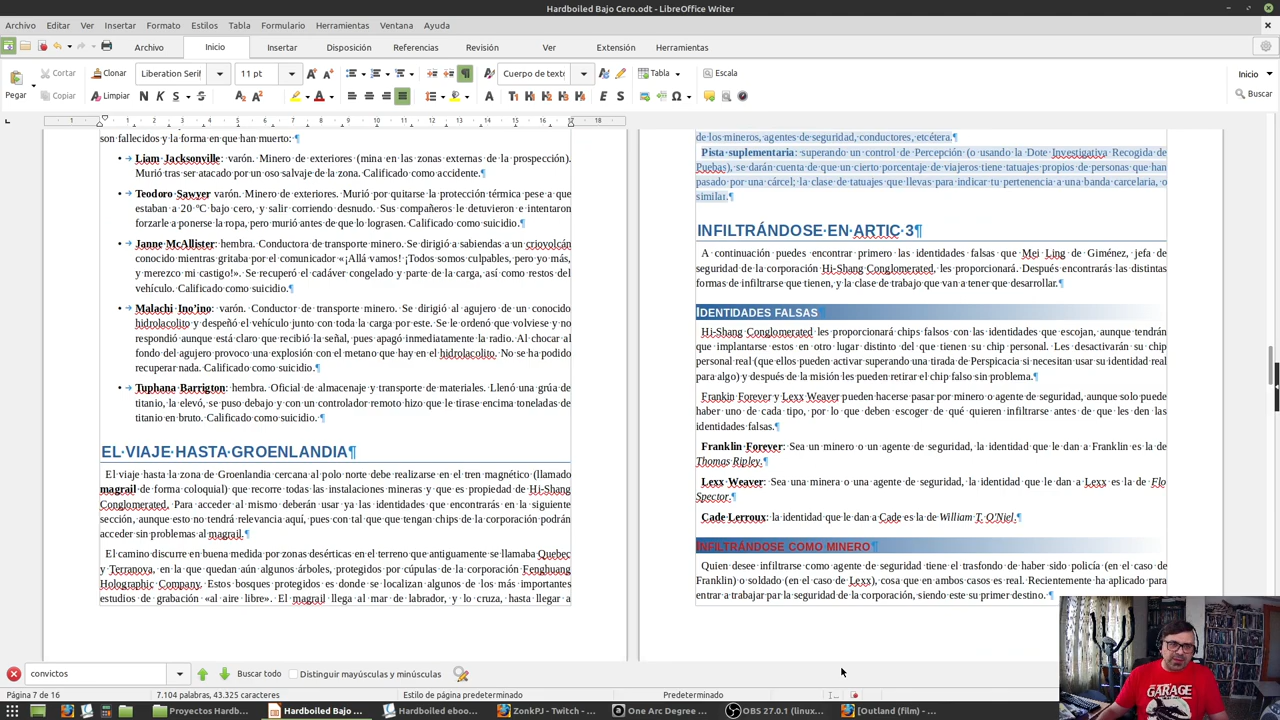 Hardboiled Bajo Cero.odt - LibreOffice Writer
Archivo Editar Ver Insertar Formato Estilos Tabla Formulario Herramientas Ventana Ayuda
Archivo Inicio Insertar Disposición Referencias Revisión Ver Extensión Herramientas
Cortar Clonar Liberation Serif 11 pt Cuerpo de texto Tabla Escala Inicio
Pegar Copiar Limpiar Buscar
son fallecidos y la forma en que han muerto:¶
• Liam Jacksonville: varón. Minero de exteriores (mina en las zonas externas de la prospección).
Murió tras ser atacado por un oso salvaje de la zona. Calificado como accidente.¶
• Teodoro Sawyer varón. Minero de exteriores. Murió por quitarse la protección térmica pese a que
estaban a 20 ºC bajo cero, y salir corriendo desnudo. Sus compañeros le detuvieron e intentaron
forzarle a ponerse la ropa, pero murió antes de que lo lograsen. Calificado como suicidio.¶
• Janne McAllister: hembra. Conductora de transporte minero. Se dirigió a sabiendas a un criovolcán
conocido mientras gritaba por el comunicador «¡Allá vamos! ¡Todos somos culpables, pero yo más,
y merezco mi castigo!». Se recuperó el cadáver congelado y parte de la carga, así como restos del
vehículo. Calificado como suicidio.¶
• Malachi Ino'ino: varón. Conductor de transporte minero. Se dirigió al agujero de un conocido
hidrolacolito y despeñó el vehículo junto con toda la carga por este. Se le ordenó que volviese y no
respondió aunque está claro que recibió la señal, pues apagó inmediatamente la radio. Al chocar al
fondo del agujero provoco una explosión con el metano que hay en el hidrolacolito. No se ha podido
recuperar nada. Calificado como suicidio.¶
• Tuphana Barrigton: hembra. Oficial de almacenaje y transporte de materiales. Llenó una grúa de
titanio, la elevó, se puso debajo y con un controlador remoto hizo que le tirase encima toneladas de
titanio en bruto. Calificado como suicidio. ¶
EL VIAJE HASTA GROENLANDIA¶
El viaje hasta la zona de Groenlandia cercana al polo norte debe realizarse en el tren magnético (llamado
magrail de forma coloquial) que recorre todas las instalaciones mineras y que es propiedad de Hi-Shang
Conglomerated. Para acceder al mismo deberán usar ya las identidades que encontrarás en la siguiente
sección, aunque esto no tendrá relevancia aquí, pues con tal que que tengan chips de la corporación podrán
acceder sin problemas al magrail.¶
El camino discurre en buena medida por zonas desérticas en el terreno que antiguamente se llamaba Quebec
y Terranova, en la que quedan aún algunos árboles, protegidos por cúpulas de la corporación Fenghuang
Holographic Company. Estos bosques protegidos es donde se localizan algunos de los más importantes
estudios de grabación «al aire libre». El magrail llega al mar de labrador, y lo cruza, hasta llegar a
de los mineros, agentes de seguridad, conductores, etcétera.¶
Pista suplementaria: superando un control de Percepción (o usando la Dote Investigativa Recogida de
Puebas), se darán cuenta de que un cierto porcentaje de viajeros tiene tatuajes propios de personas que han
pasado por una cárcel; la clase de tatuajes que llevas para indicar tu pertenencia a una banda carcelaria, o
similar.¶
INFILTRÁNDOSE EN ARTIC 3¶
A continuación puedes encontrar primero las identidades falsas que Mei Ling de Giménez, jefa de
seguridad de la corporación Hi-Shang Conglomerated, les proporcionará. Después encontrarás las distintas
formas de infiltrarse que tienen, y la clase de trabajo que van a tener que desarrollar.¶
IDENTIDADES FALSAS¶
Hi-Shang Conglomerated les proporcionará chips falsos con las identidades que escojan, aunque tendrán
que implantarse estos en otro lugar distinto del que tienen su chip personal. Les desactivarán su chip
personal real (que ellos pueden activar superando una tirada de Perspicacia si necesitan usar su identidad real
para algo) y después de la misión les pueden retirar el chip falso sin problema.¶
Frankin Forever y Lexx Weaver pueden hacerse pasar por minero o agente de seguridad, aunque solo puede
haber uno de cada tipo, por lo que deben escoger de qué quieren infiltrarse antes de que les den las
identidades falsas.¶
Franklin Forever: Sea un minero o un agente de seguridad, la identidad que le dan a Franklin es la de
Thomas Ripley.¶
Lexx Weaver: Sea una minera o una agente de seguridad, la identidad que le dan a Lexx es la de Flo
Spector.¶
Cade Lerroux: la identidad que le dan a Cade es la de William T. O'Niel.¶
INFILTRÁNDOSE COMO MINERO¶
Quien desee infiltrarse como agente de seguridad tiene el trasfondo de haber sido policía (en el caso de
Franklin) o soldado (en el caso de Lexx), cosa que en ambos casos es real. Recientemente ha aplicado para
entrar a trabajar par la seguridad de la corporación, siendo este su primer destino. ¶
GARAGE
convictos Buscar todo Distinguir mayúsculas y minúsculas
Página 7 de 16 7.104 palabras, 43.325 caracteres Estilo de página predeterminado Predeterminado
Proyectos Hardb... Hardboiled Bajo ... Hardboiled eboo... ZonkPJ - Twitch - ... One Arc Degree ... OBS 27.0.1 (linux... [Outland (film) - ...